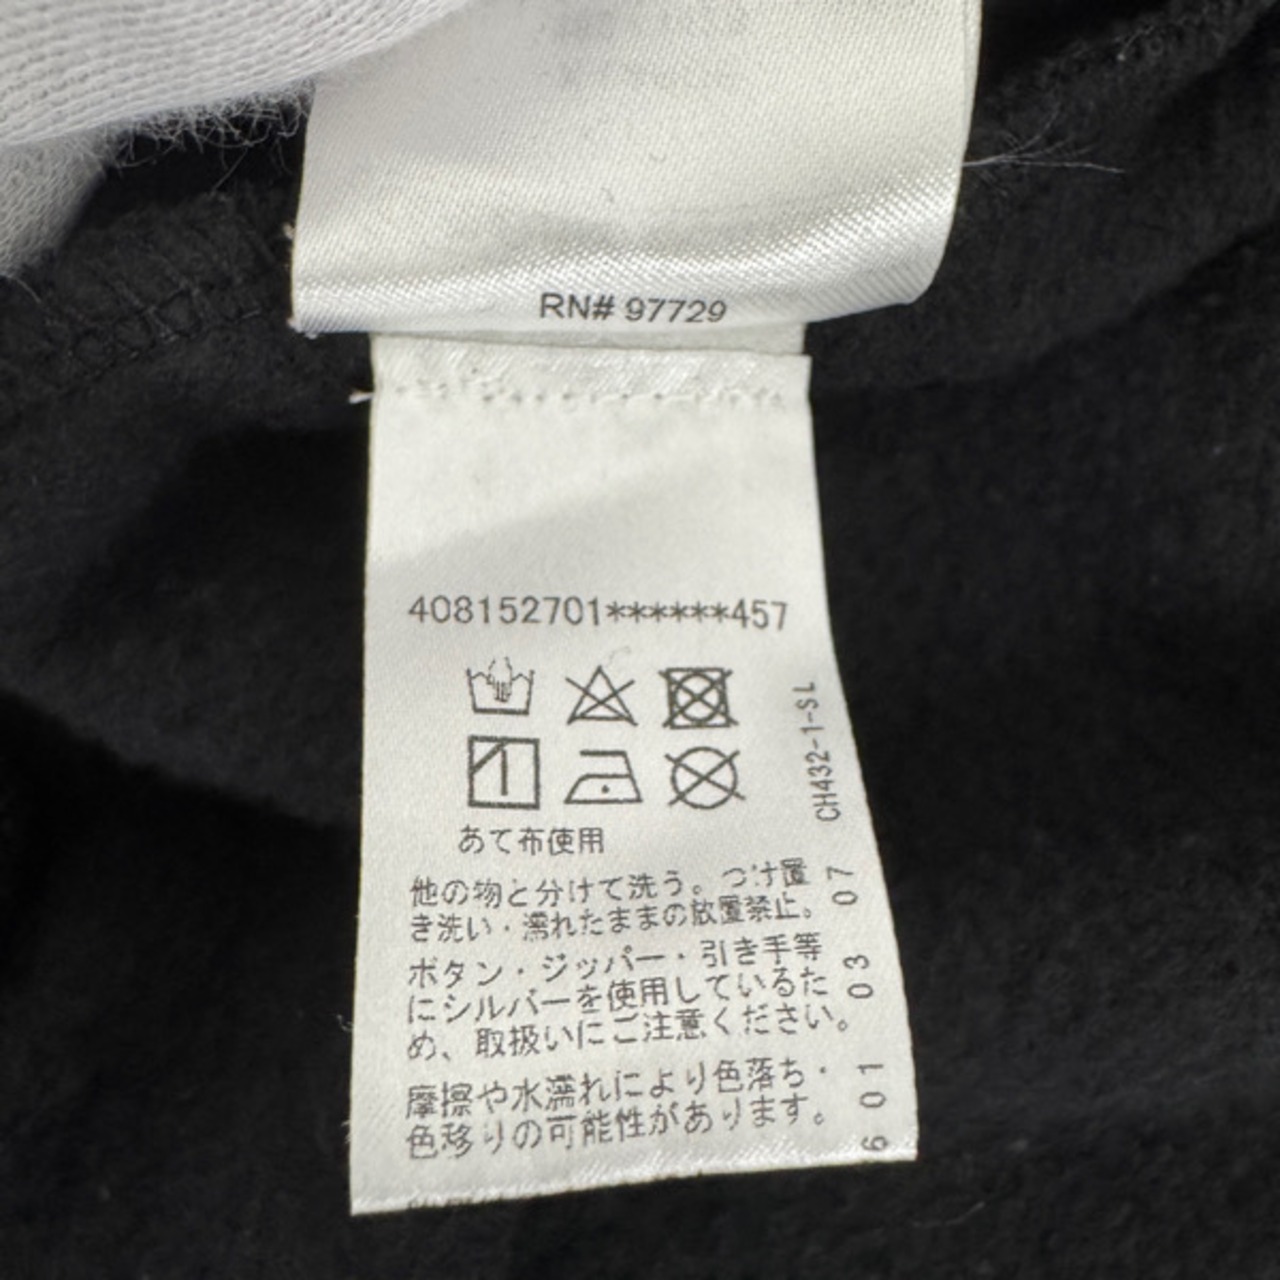 RN# 97729
408152701******457
あて布使用
他の物と分けて洗う。つけ置
き洗い・濡れたままの放置禁止。
ボタン・ジッパー・引き手等
にシルバーを使用しているた
め、取扱いにご注意ください。
摩擦や水濡れにより色落ち・
色移りの可能性があります。
CH432-1-SL
6 01 03 07